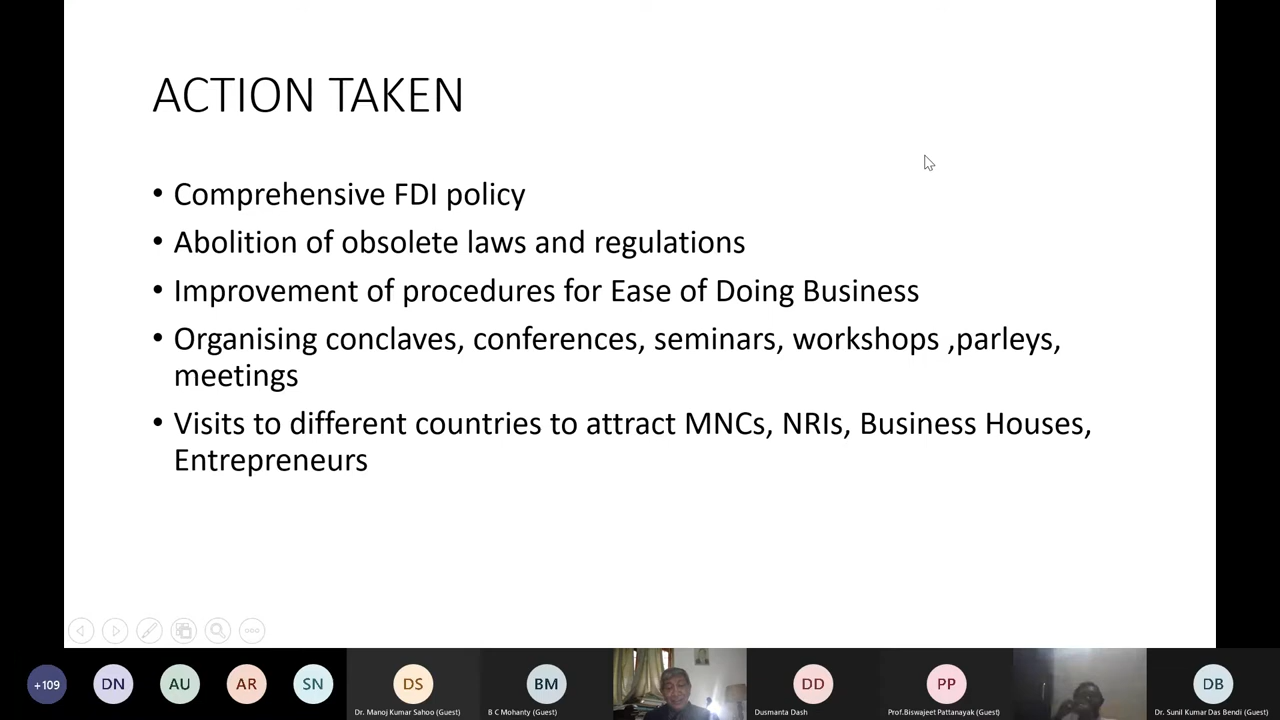 ACTION TAKEN
• Comprehensive FDI policy
• Abolition of obsolete laws and regulations
• Improvement of procedures for Ease of Doing Business
• Organising conclaves, conferences, seminars, workshops ,parleys,
meetings
• Visits to different countries to attract MNCs, NRIs, Business Houses,
Entrepreneurs
+109
DN
AU
AR
SN
DS
BM
DD
PP
DB
Dr. Manoj Kumar Sahoo (Guest)
B C Mohanty (Guest)
Dusmanta Dash
Prof.Biswajeet Pattanayak (Guest)
Dr. Sunil Kumar Das Bendi (Guest)